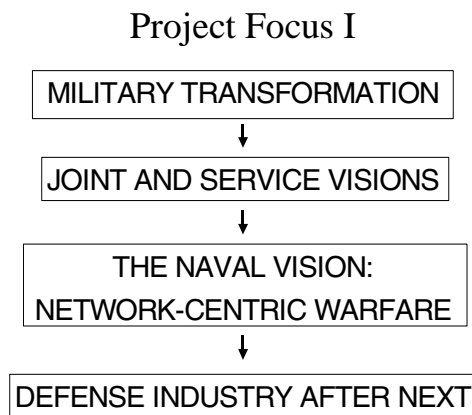 Project Focus I
MILITARY TRANSFORMATION
JOINT AND SERVICE VISIONS
THE NAVAL VISION:
NETWORK-CENTRIC WARFARE
DEFENSE INDUSTRY AFTER NEXT